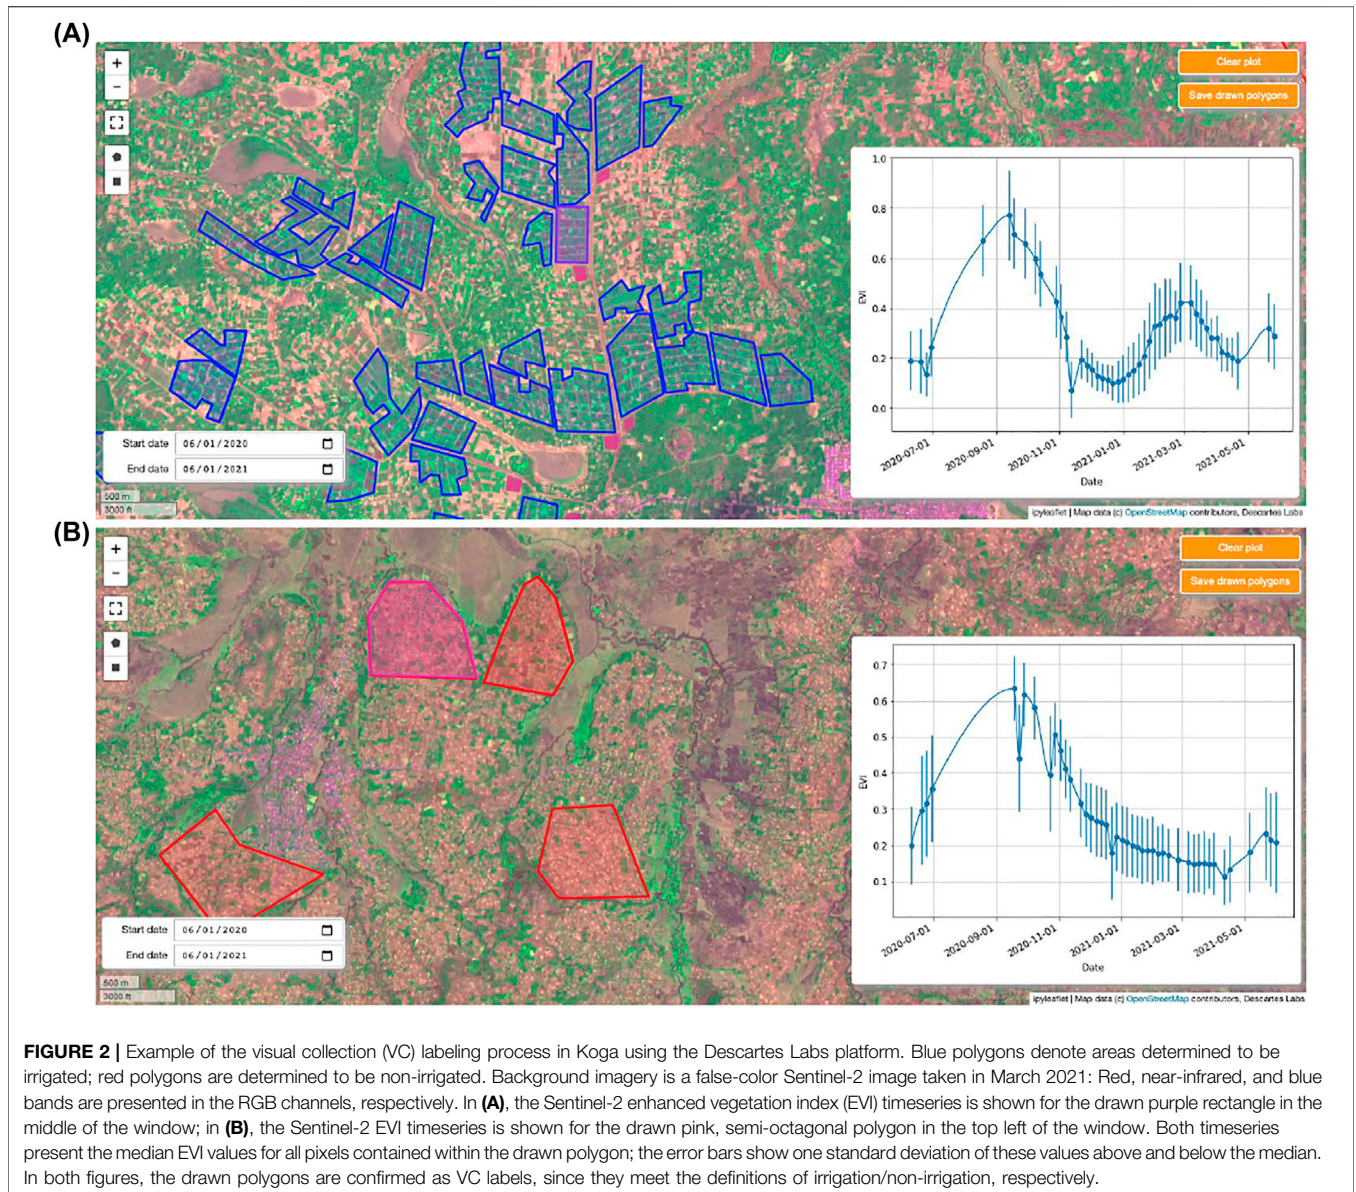 (A)
+
−
Clear plot
Save drawn polygons
1.0
0.8
0.6
0.4
0.2
0.0
EVI
2020-07-01
2020-09-01
2020-11-01
2021-01-01
2021-03-01
2021-05-01
Date
Start date 06/01/2020
End date 06/01/2021
500 m
3000 ft
ipyleaflet | Map data (c) OpenStreetMap contributors, Descartes Labs
(B)
+
−
Clear plot
Save drawn polygons
0.7
0.6
0.5
0.4
0.3
0.2
0.1
EVI
2020-07-01
2020-09-01
2020-11-01
2021-01-01
2021-03-01
2021-05-01
Date
Start date 06/01/2020
End date 06/01/2021
500 m
3000 ft
ipyleaflet | Map data (c) OpenStreetMap contributors, Descartes Labs
FIGURE 2 | Example of the visual collection (VC) labeling process in Koga using the Descartes Labs platform. Blue polygons denote areas determined to be
irrigated; red polygons are determined to be non-irrigated. Background imagery is a false-color Sentinel-2 image taken in March 2021: Red, near-infrared, and blue
bands are presented in the RGB channels, respectively. In (A), the Sentinel-2 enhanced vegetation index (EVI) timeseries is shown for the drawn purple rectangle in the
middle of the window; in (B), the Sentinel-2 EVI timeseries is shown for the drawn pink, semi-octagonal polygon in the top left of the window. Both timeseries
present the median EVI values for all pixels contained within the drawn polygon; the error bars show one standard deviation of these values above and below the median.
In both figures, the drawn polygons are confirmed as VC labels, since they meet the definitions of irrigation/non-irrigation, respectively.